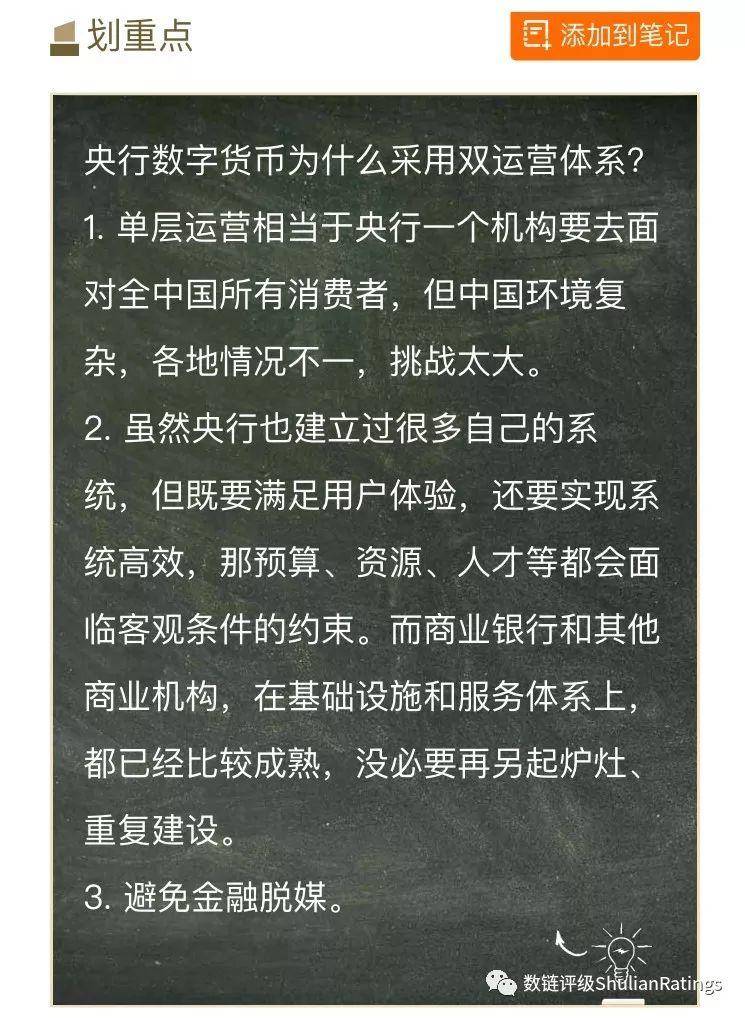 划重点
添加到笔记
央行数字货币为什么采用双运营体系?
1. 单层运营相当于央行一个机构要去面
对全中国所有消费者，但中国环境复
杂，各地情况不一，挑战太大。
2. 虽然央行也建立过很多自己的系
统，但既要满足用户体验，还要实现系
统高效，那预算、资源、人才等都会面
临客观条件的约束。而商业银行和其他
商业机构，在基础设施和服务体系上，
都已经比较成熟，没必要再另起炉灶、
重复建设。
3. 避免金融脱媒。
数链评级ShulianRatings